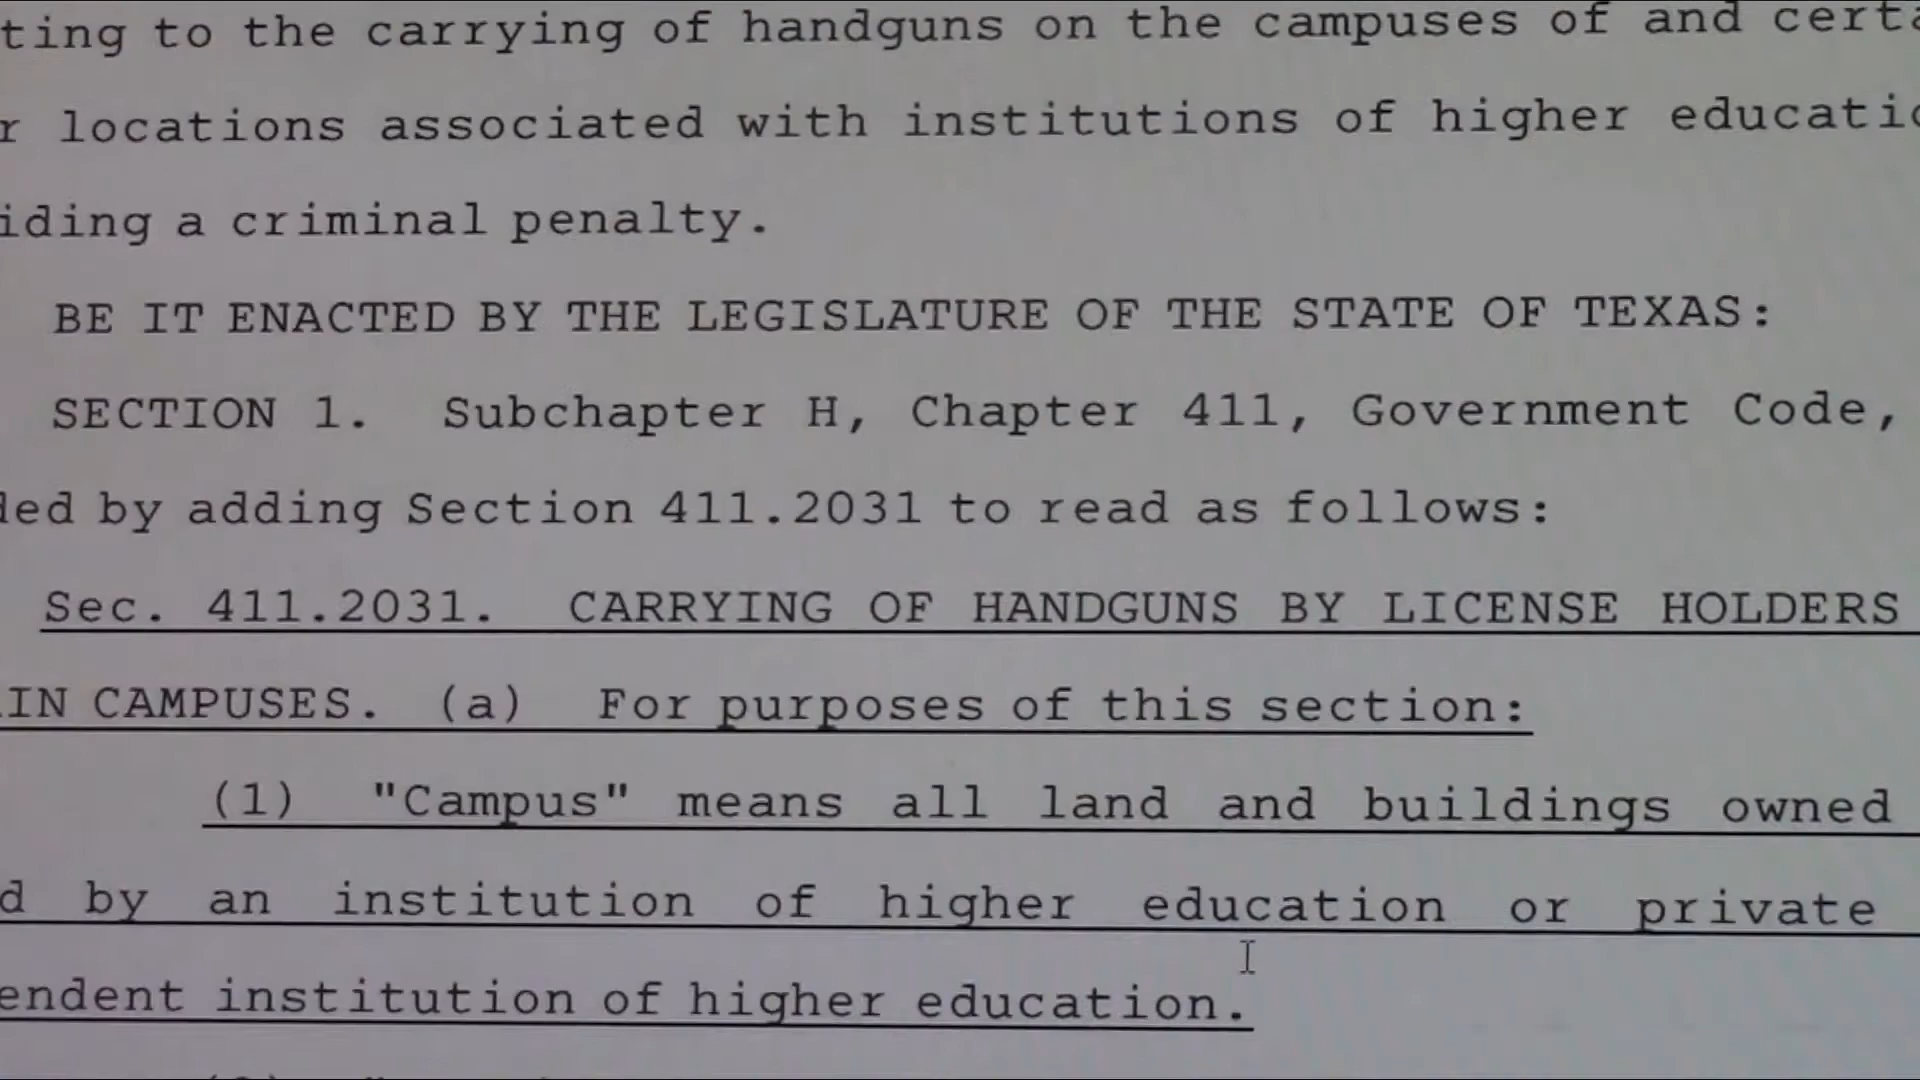 ting to the carrying of handguns on the campuses of and certa
r locations associated with institutions of higher educatio
iding a criminal penalty.
BE IT ENACTED BY THE LEGISLATURE OF THE STATE OF TEXAS:
SECTION 1. Subchapter H, Chapter 411, Government Code,
ded by adding Section 411.2031 to read as follows:
Sec. 411.2031. CARRYING OF HANDGUNS BY LICENSE HOLDERS
IN CAMPUSES. (a) For purposes of this section:
(1) "Campus" means all land and buildings owned
d by an institution of higher education or private
endent institution of higher education.